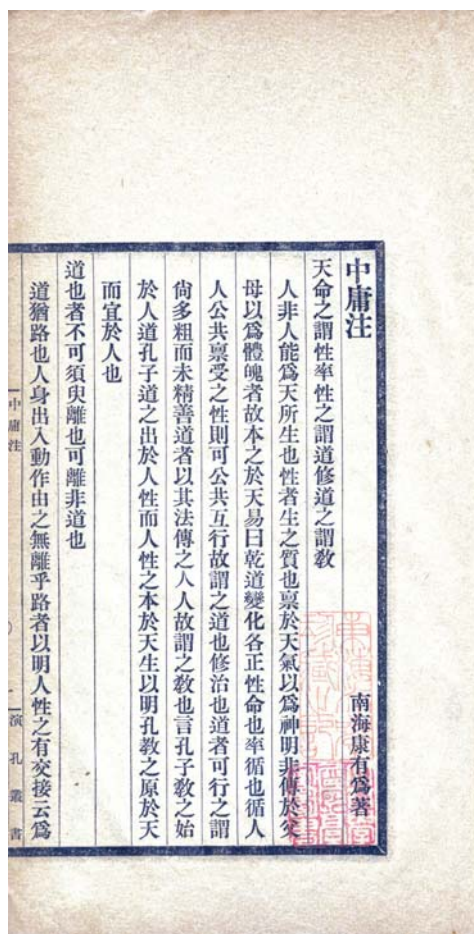 中庸注
南海康有爲著
天命之謂性率性之謂道修道之謂敎
人非人能爲天所生也性者生之質也稟於天氣以爲神明非傳於父
母以爲體魄者故本之於天易曰乾道變化各正性命也率循也循人
人公共稟受之性則可公共互行故謂之道也修治也道者可行之謂
尙多粗而未精善道者以其法傳之人人故謂之敎也言孔子敎之始
於人道孔子道之出於人性而人性之本於天生以明孔敎之原於天
而宜於人也
道也者不可須臾離也可離非道也
道猶路也人身出入動作由之無離乎路者以明人性之有交接云爲
中庸注
演孔叢書